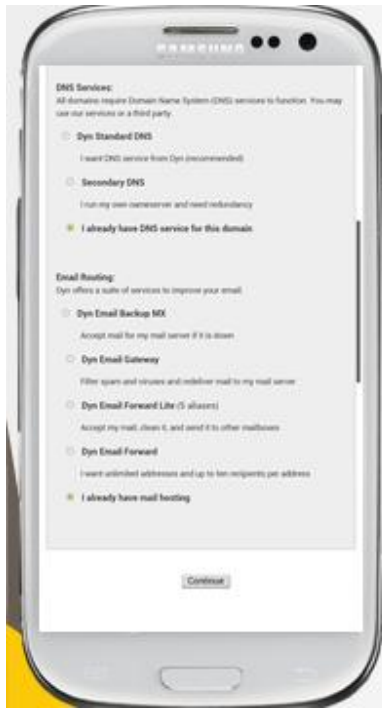 SAMSUNG
DNS Services:
All domains require Domain Name System (DNS) services to function. You may
use our services or a third party.
Dyn Standard DNS
I want DNS service from Dyn (recommended)
Secondary DNS
I run my own nameserver and need redundancy
I already have DNS service for this domain
Email Routing:
Dyn offers a suite of services to improve your email.
Dyn Email Backup MX
Accept mail for my mail server if it is down
Dyn Email Gateway
Filter spam and viruses and redeliver mail to my mail server
Dyn Email Forward Lite (5 aliases)
Accept my mail, clean it, and send it to other mailboxes
Dyn Email Forward
I want unlimited addresses and up to ten recipients per address
I already have mail hosting
Continue